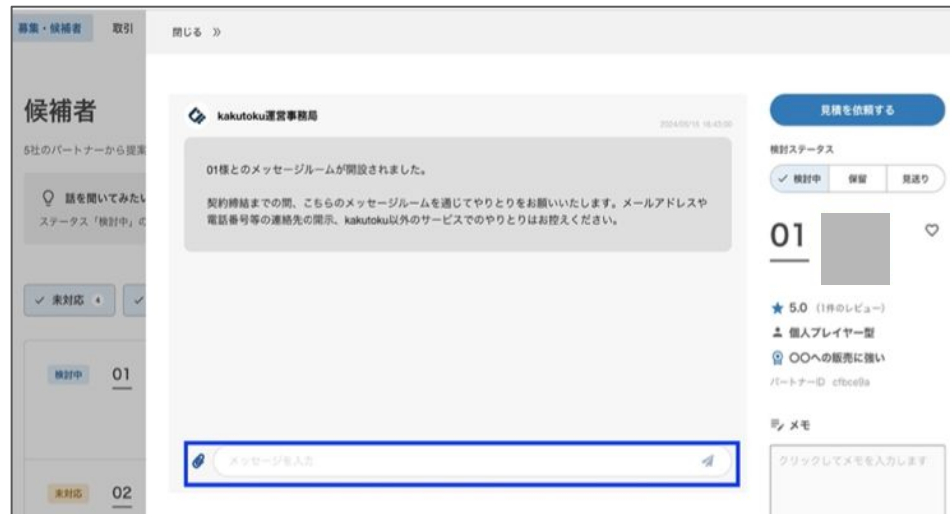 募集・候補者
取引
閉じる »
候補者
5社のパートナーから提案
話を聞いてみたい
ステータス「検討中」の
✓ 未対応 4
✓
検討中 01
未対応 02
kakutoku運営事務局
01様とのメッセージルームが開設されました。
契約締結までの間、こちらのメッセージルームを通じてやりとりをお願いいたします。メールアドレスや
電話番号等の連絡先の開示、kakutoku以外のサービスでのやりとりはお控えください。
メッセージを入力
見積を依頼する
検討ステータス
✓ 検討中 保留 見送り
01
★ 5.0 (1件のレビュー)
個人プレイヤー型
〇〇への販売に強い
パートナーID cfbce9a
メモ
クリックしてメモを入力します